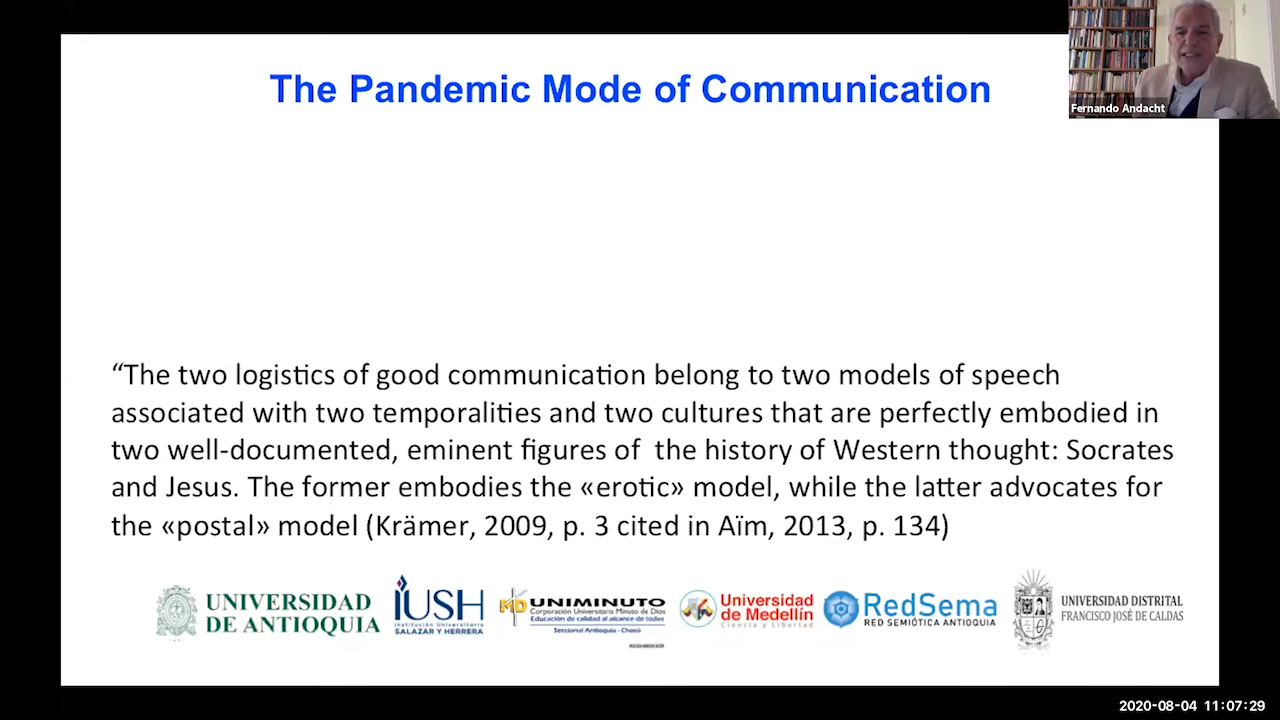 The Pandemic Mode of Communication
Fernando Andacht
“The two logistics of good communication belong to two models of speech
associated with two temporalities and two cultures that are perfectly embodied in
two well-documented, eminent figures of the history of Western thought: Socrates
and Jesus. The former embodies the «erotic» model, while the latter advocates for
the «postal» model (Krämer, 2009, p. 3 cited in Aïm, 2013, p. 134)
UNIVERSIDAD
DE ANTIOQUIA
IUSH
Institución Universitaria
SALAZAR Y HERRERA
MD UNIMINUTO
Corporación Universitaria Minuto de Dios
Educación de calidad al alcance de todos
Seccional Antioquia - Chocó
Universidad
de Medellín
Ciencia y Libertad
RedSema
RED SEMIÓTICA ANTIOQUIA
UNIVERSIDAD DISTRITAL
FRANCISCO JOSÉ DE CALDAS
2020-08-04 11:07:29